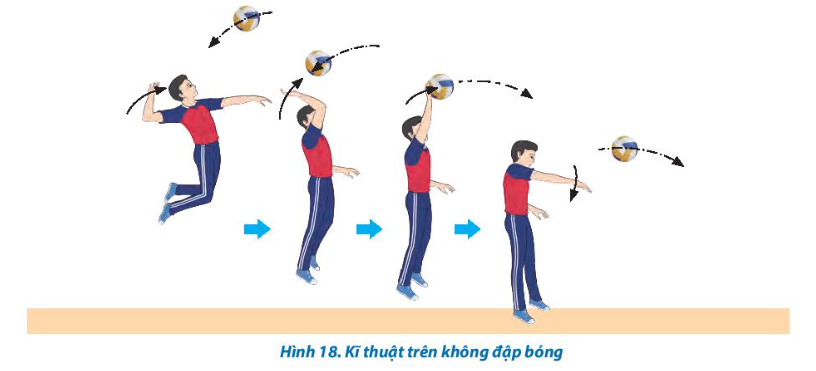 Hình 18. Kĩ thuật trên không đập bóng